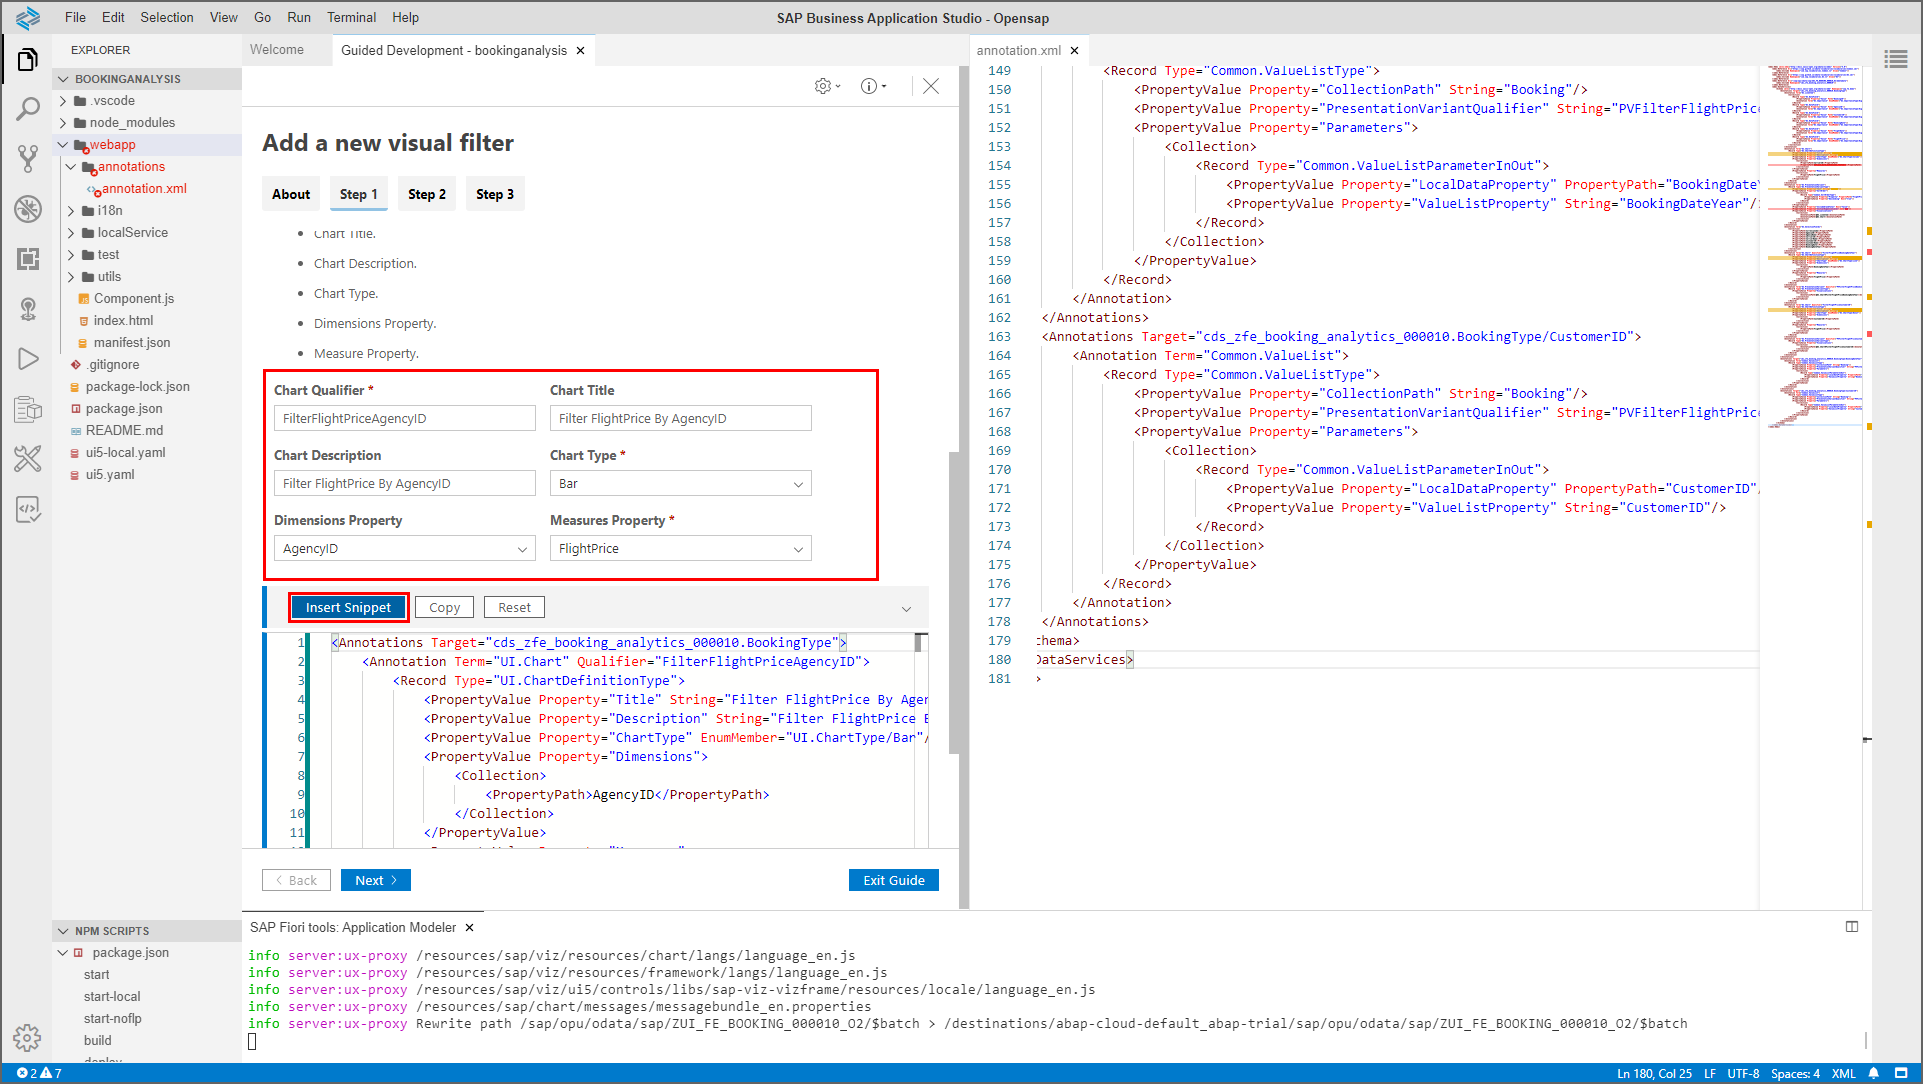 File Edit Selection View Go Run Terminal Help
SAP Business Application Studio - Opensap
EXPLORER
BOOKINGANALYSIS
.vscode
node_modules
webapp
annotations
annotation.xml
i18n
localService
test
utils
Component.js
index.html
manifest.json
.gitignore
package-lock.json
package.json
README.md
ui5-local.yaml
ui5.yaml
NPM SCRIPTS
package.json
start
start-local
start-noflp
build
deploy
Welcome
Guided Development - bookinganalysis
Add a new visual filter
About Step 1 Step 2 Step 3
Chart Title.
Chart Description.
Chart Type.
Dimensions Property.
Measure Property.
Chart Qualifier * Chart Title
FilterFlightPriceAgencyID Filter FlightPrice By AgencyID
Chart Description Chart Type *
Filter FlightPrice By AgencyID Bar
Dimensions Property Measures Property *
AgencyID FlightPrice
Insert Snippet Copy Reset
1 <Annotations Target="cds_zfe_booking_analytics_000010.BookingType">
2 <Annotation Term="UI.Chart" Qualifier="FilterFlightPriceAgencyID">
3 <Record Type="UI.ChartDefinitionType">
4 <PropertyValue Property="Title" String="Filter FlightPrice By Agen
5 <PropertyValue Property="Description" String="Filter FlightPrice B
6 <PropertyValue Property="ChartType" EnumMember="UI.ChartType/Bar"/
7 <PropertyValue Property="Dimensions">
8 <Collection>
9 <PropertyPath>AgencyID</PropertyPath>
10 </Collection>
11 </PropertyValue>
Back Next Exit Guide
annotation.xml
149 <Record Type="Common.ValueListType">
150 <PropertyValue Property="CollectionPath" String="Booking"/>
151 <PropertyValue Property="PresentationVariantQualifier" String="PVFilterFlightPrice
152 <PropertyValue Property="Parameters">
153 <Collection>
154 <Record Type="Common.ValueListParameterInOut">
155 <PropertyValue Property="LocalDataProperty" PropertyPath="BookingDateY
156 <PropertyValue Property="ValueListProperty" String="BookingDateYear"/>
157 </Record>
158 </Collection>
159 </PropertyValue>
160 </Record>
161 </Annotation>
162 </Annotations>
163 <Annotations Target="cds_zfe_booking_analytics_000010.BookingType/CustomerID">
164 <Annotation Term="Common.ValueList">
165 <Record Type="Common.ValueListType">
166 <PropertyValue Property="CollectionPath" String="Booking"/>
167 <PropertyValue Property="PresentationVariantQualifier" String="PVFilterFlightPrice
168 <PropertyValue Property="Parameters">
169 <Collection>
170 <Record Type="Common.ValueListParameterInOut">
171 <PropertyValue Property="LocalDataProperty" PropertyPath="CustomerID"/
172 <PropertyValue Property="ValueListProperty" String="CustomerID"/>
173 </Record>
174 </Collection>
175 </PropertyValue>
176 </Record>
177 </Annotation>
178 </Annotations>
179 chema>
180 DataServices>
181 >
SAP Fiori tools: Application Modeler
info server:ux-proxy /resources/sap/viz/resources/chart/langs/language_en.js
info server:ux-proxy /resources/sap/viz/resources/framework/langs/language_en.js
info server:ux-proxy /resources/sap/viz/ui5/controls/libs/sap-viz-vizframe/resources/locale/language_en.js
info server:ux-proxy /resources/sap/chart/messages/messagebundle_en.properties
info server:ux-proxy Rewrite path /sap/opu/odata/sap/ZUI_FE_BOOKING_000010_O2/$batch > /destinations/abap-cloud-default_abap-trial/sap/opu/odata/sap/ZUI_FE_BOOKING_000010_O2/$batch
2 7
Ln 180, Col 25 LF UTF-8 Spaces: 4 XML